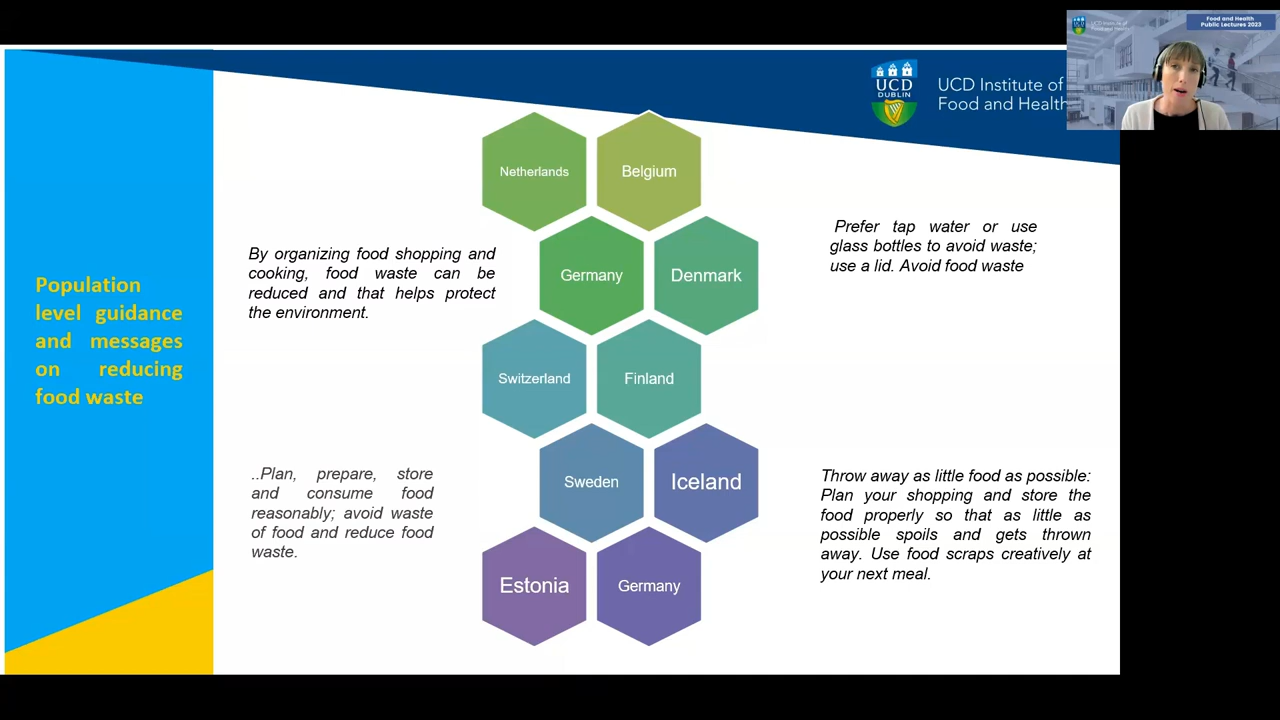 Population
level guidance
and messages
on reducing
food waste
UCD
DUBLIN
UCD Institute of
Food and Health
UCD Institute of
Food and Health
Food and Health
Public Lectures 2023
Netherlands
Belgium
By organizing food shopping and
cooking, food waste can be
reduced and that helps protect
the environment.
Germany
Denmark
Prefer tap water or use
glass bottles to avoid waste;
use a lid. Avoid food waste
Switzerland
Finland
..Plan, prepare, store
and consume food
reasonably; avoid waste
of food and reduce food
waste.
Sweden
Iceland
Throw away as little food as possible:
Plan your shopping and store the
food properly so that as little as
possible spoils and gets thrown
away. Use food scraps creatively at
your next meal.
Estonia
Germany